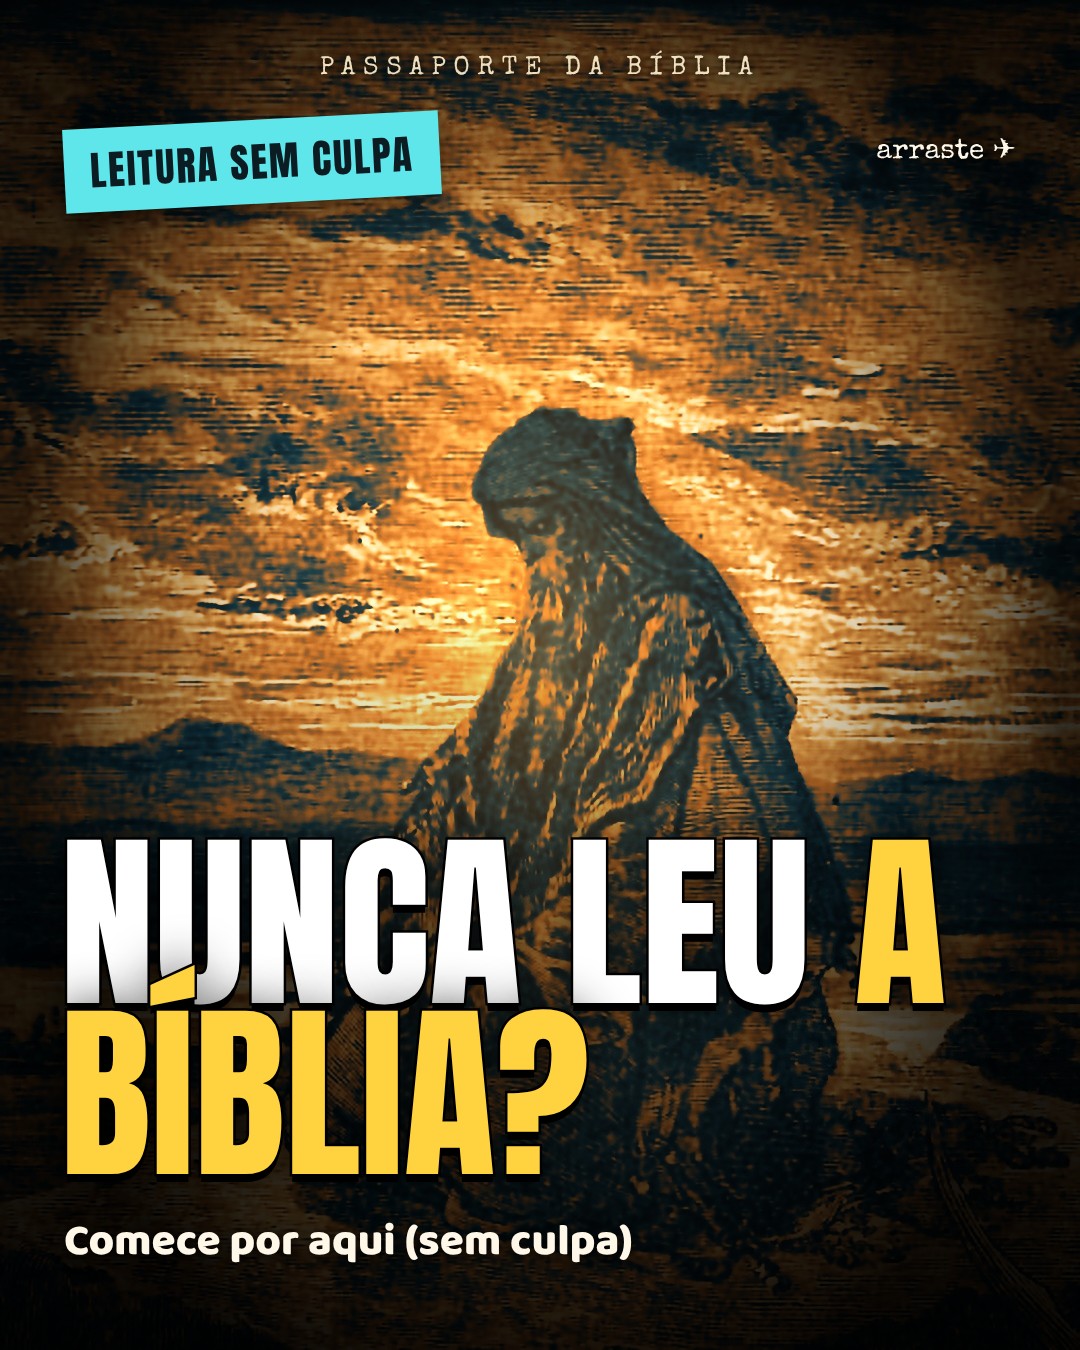 PASSAPORTE DA BÍBLIA
LEITURA SEM CULPA
arraste ✈
NUNCA LEU A
BÍBLIA?
Comece por aqui (sem culpa)